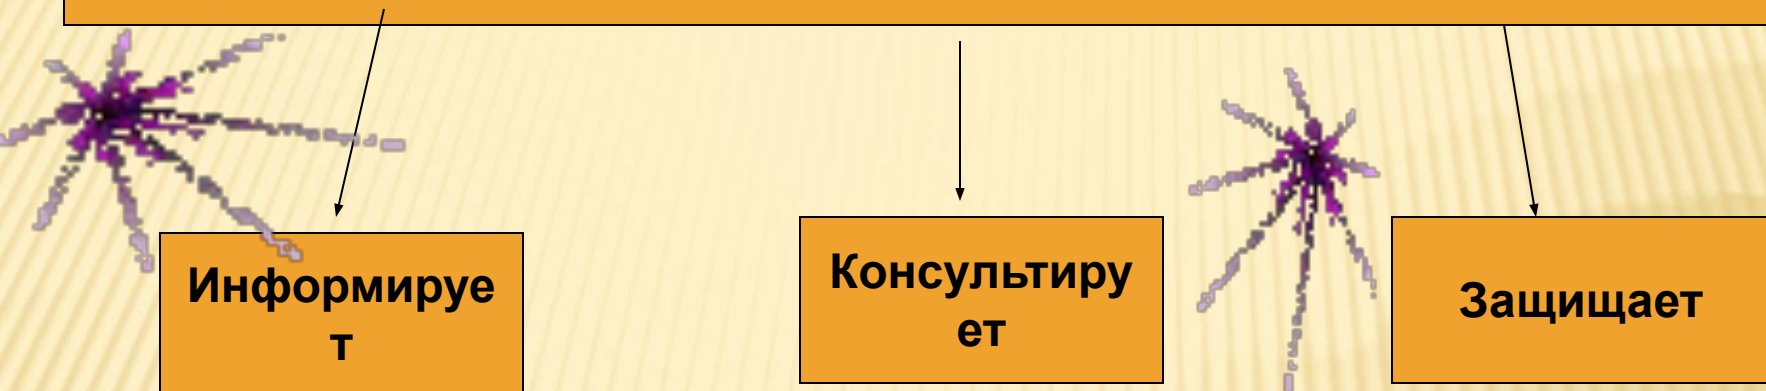 Информируе
т
Консультиру
ет
Защищает